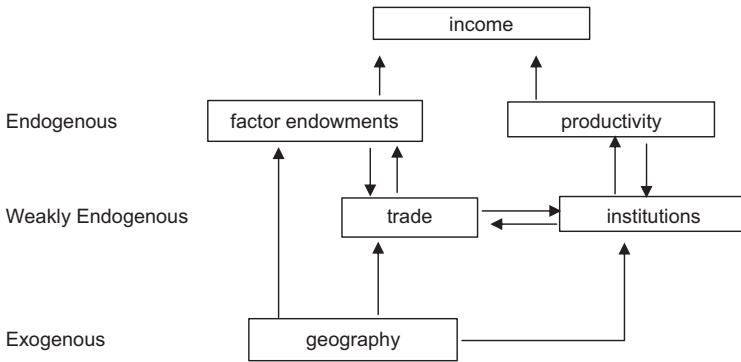 income
Endogenous
factor endowments
productivity
Weakly Endogenous
trade
institutions
Exogenous
geography